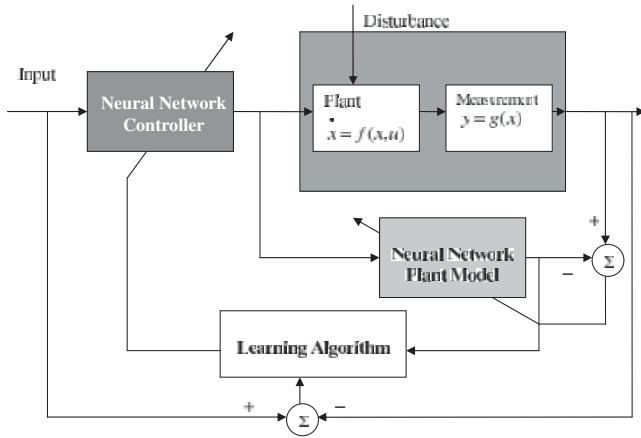 Disturbance
Input
Neural Network
Controller
Plant
ẋ = f(x,u)
Measurement
y = g(x)
+
−
Σ
Neural Network
Plant Model
Learning Algorithm
+
−
Σ